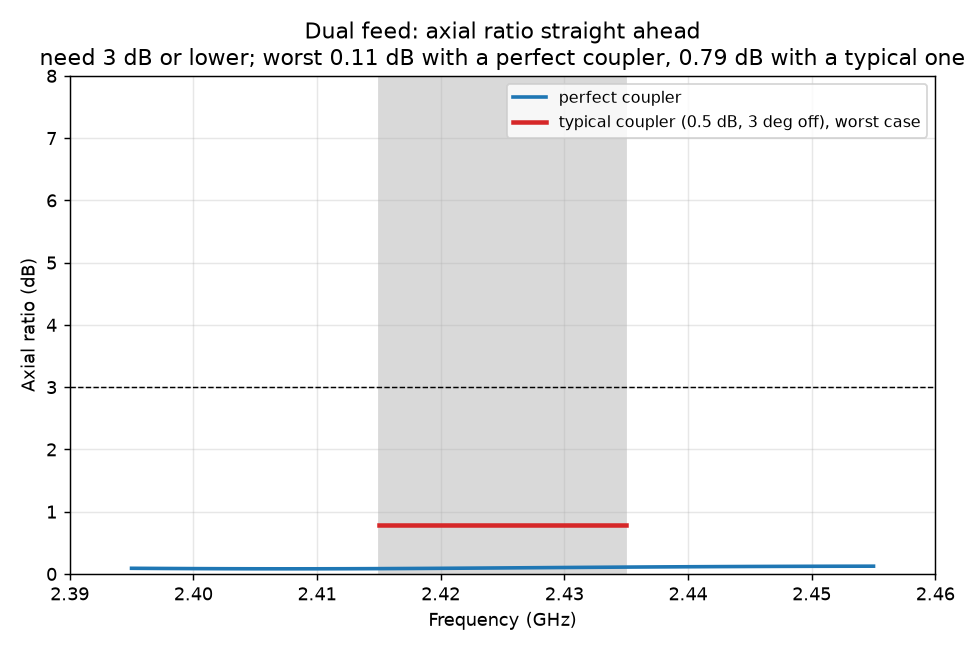 Dual feed: axial ratio straight ahead
need 3 dB or lower; worst 0.11 dB with a perfect coupler, 0.79 dB with a typical one
perfect coupler
typical coupler (0.5 dB, 3 deg off), worst case
Axial ratio (dB)
8
7
6
5
4
3
2
1
0
2.39 2.40 2.41 2.42 2.43 2.44 2.45 2.46
Frequency (GHz)